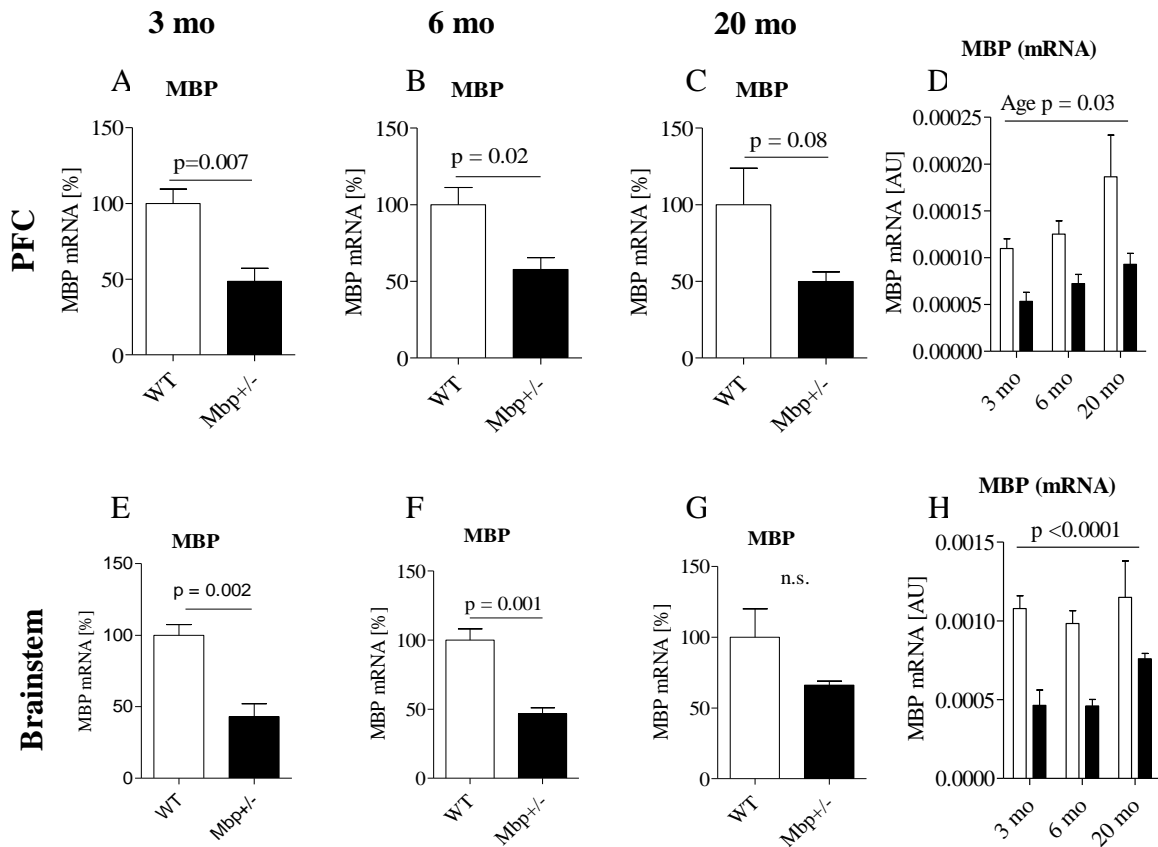 3 mo
6 mo
20 mo
PFC
A
MBP
MBP mRNA [%]
150
100
50
0
p=0.007
WT
Mbp+/-
B
MBP
MBP mRNA [%]
150
100
50
0
p = 0.02
WT
Mbp+/-
C
MBP
MBP mRNA [%]
150
100
50
0
p = 0.08
WT
Mbp+/-
MBP (mRNA)
D
Age p = 0.03
MBP mRNA [AU]
0.00025
0.00020
0.00015
0.00010
0.00005
0.00000
3 mo
6 mo
20 mo
Brainstem
E
MBP
MBP mRNA [%]
150
100
50
0
p = 0.002
WT
Mbp+/-
F
MBP
MBP mRNA [%]
150
100
50
0
p = 0.001
WT
Mbp+/-
G
MBP
MBP mRNA [%]
150
100
50
0
n.s.
WT
Mbp+/-
MBP (mRNA)
H
p <0.0001
MBP mRNA [AU]
0.0015
0.0010
0.0005
0.0000
3 mo
6 mo
20 mo